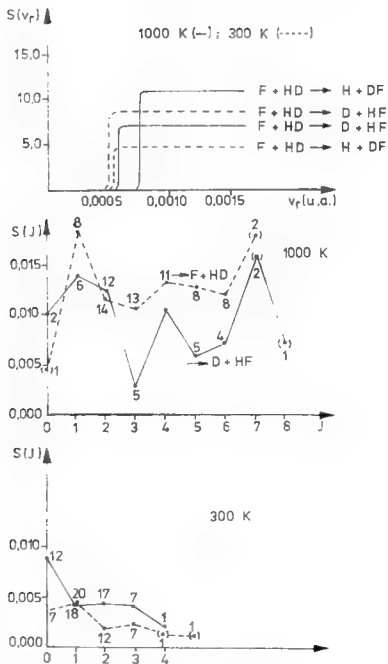 S(vᵣ)
1000 K (—) ; 300 K (-----)
15,0
10,0
5,0
F + HD → H + DF
F + HD → D + HF
F + HD → D + HF
F + HD → H + DF
0,0005 0,0010 0,0015
vᵣ(u.a.)
S(J)
1000 K
0,015
0,010
0,005
0,000
8
2
12
6
14
13
11 → F + HD
8
8
2
2
1
5
5
4
→ D + HF
1
0 1 2 3 4 5 6 7 8 J
S(J)
300 K
0,010
0,005
0,000
12
7
20
18
17
12
7
7
1
1
0 1 2 3 4